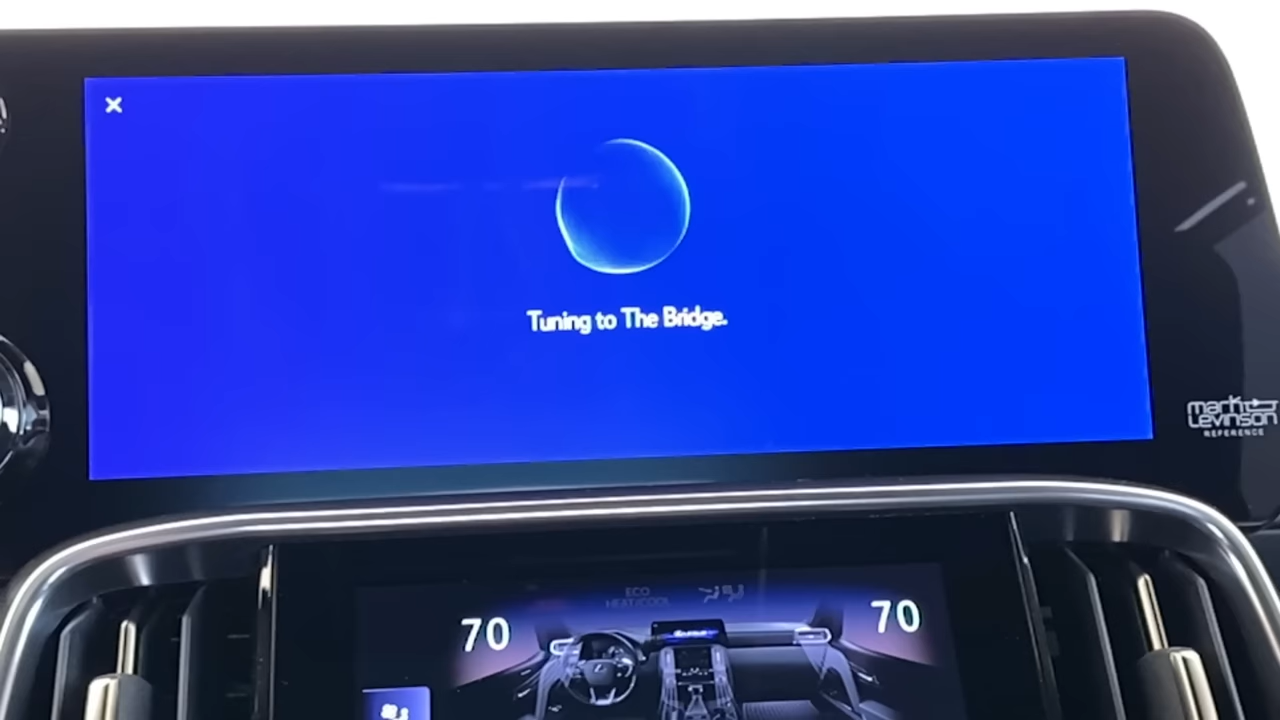 Tuning to The Bridge.
mark
Levinson
REFERENCE
ECO
HEAT/COOL
70
70